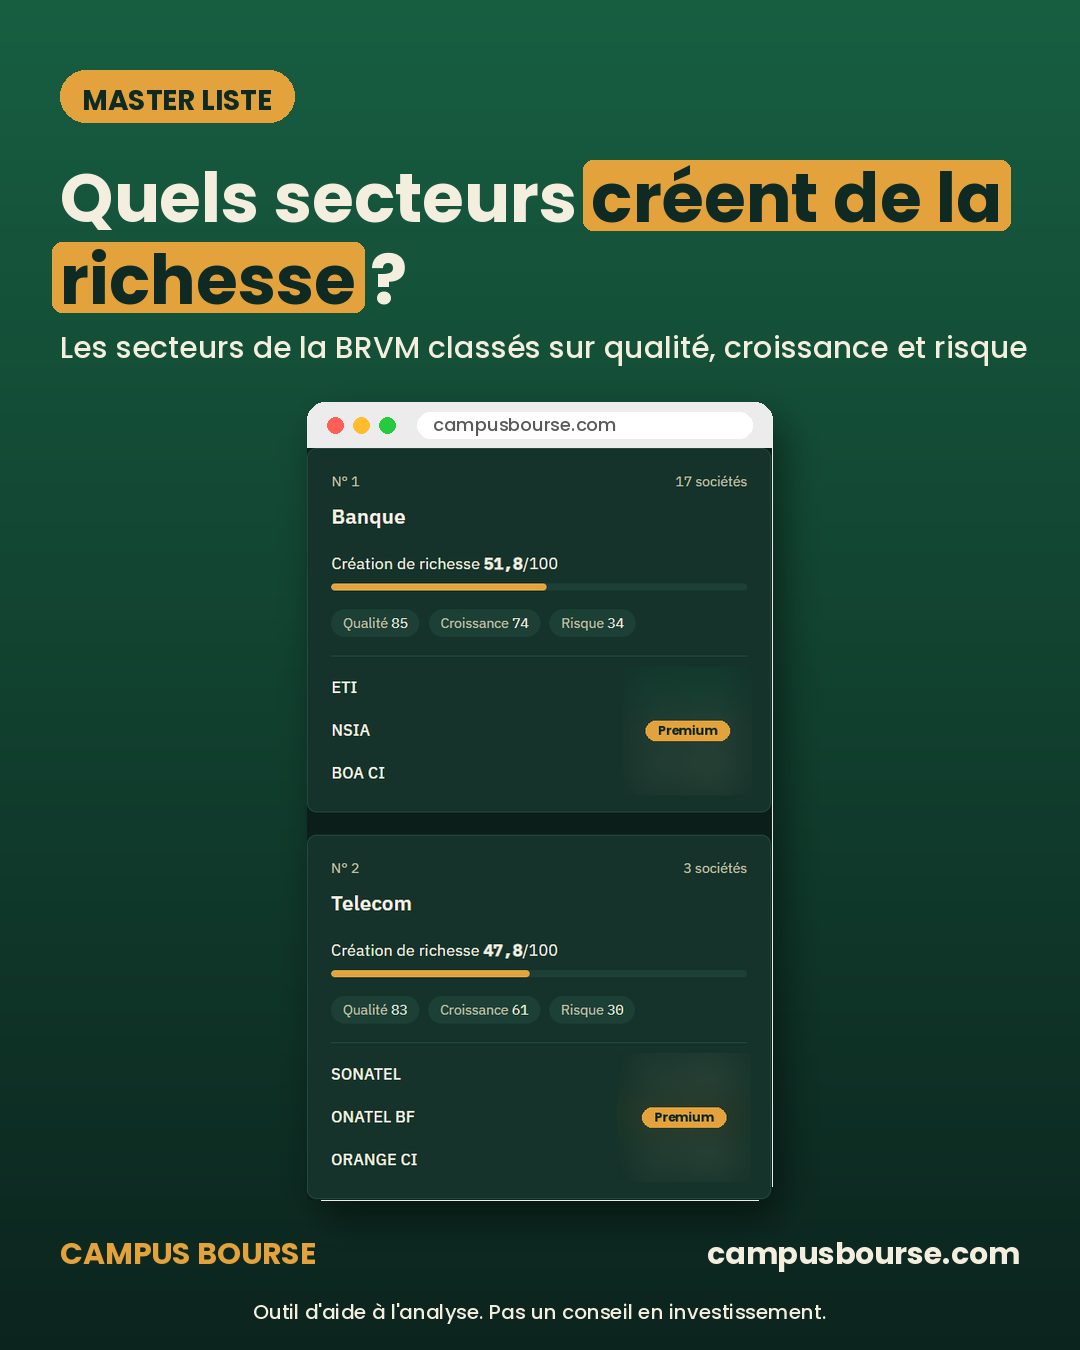 MASTER LISTE
Quels secteurs créent de la
richesse ?
Les secteurs de la BRVM classés sur qualité, croissance et risque
campusbourse.com
N° 1 17 sociétés
Banque
Création de richesse 51,8/100
Qualité 85 Croissance 74 Risque 34
ETI
NSIA Premium
BOA CI
N° 2 3 sociétés
Telecom
Création de richesse 47,8/100
Qualité 83 Croissance 61 Risque 30
SONATEL
ONATEL BF Premium
ORANGE CI
CAMPUS BOURSE campusbourse.com
Outil d'aide à l'analyse. Pas un conseil en investissement.